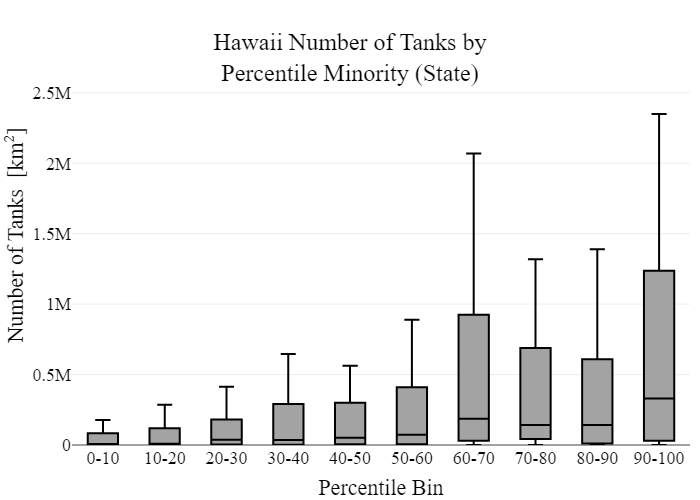 Hawaii Number of Tanks by
Percentile Minority (State)
Number of Tanks [km²]
2.5M
2M
1.5M
1M
0.5M
0
0-10 10-20 20-30 30-40 40-50 50-60 60-70 70-80 80-90 90-100
Percentile Bin